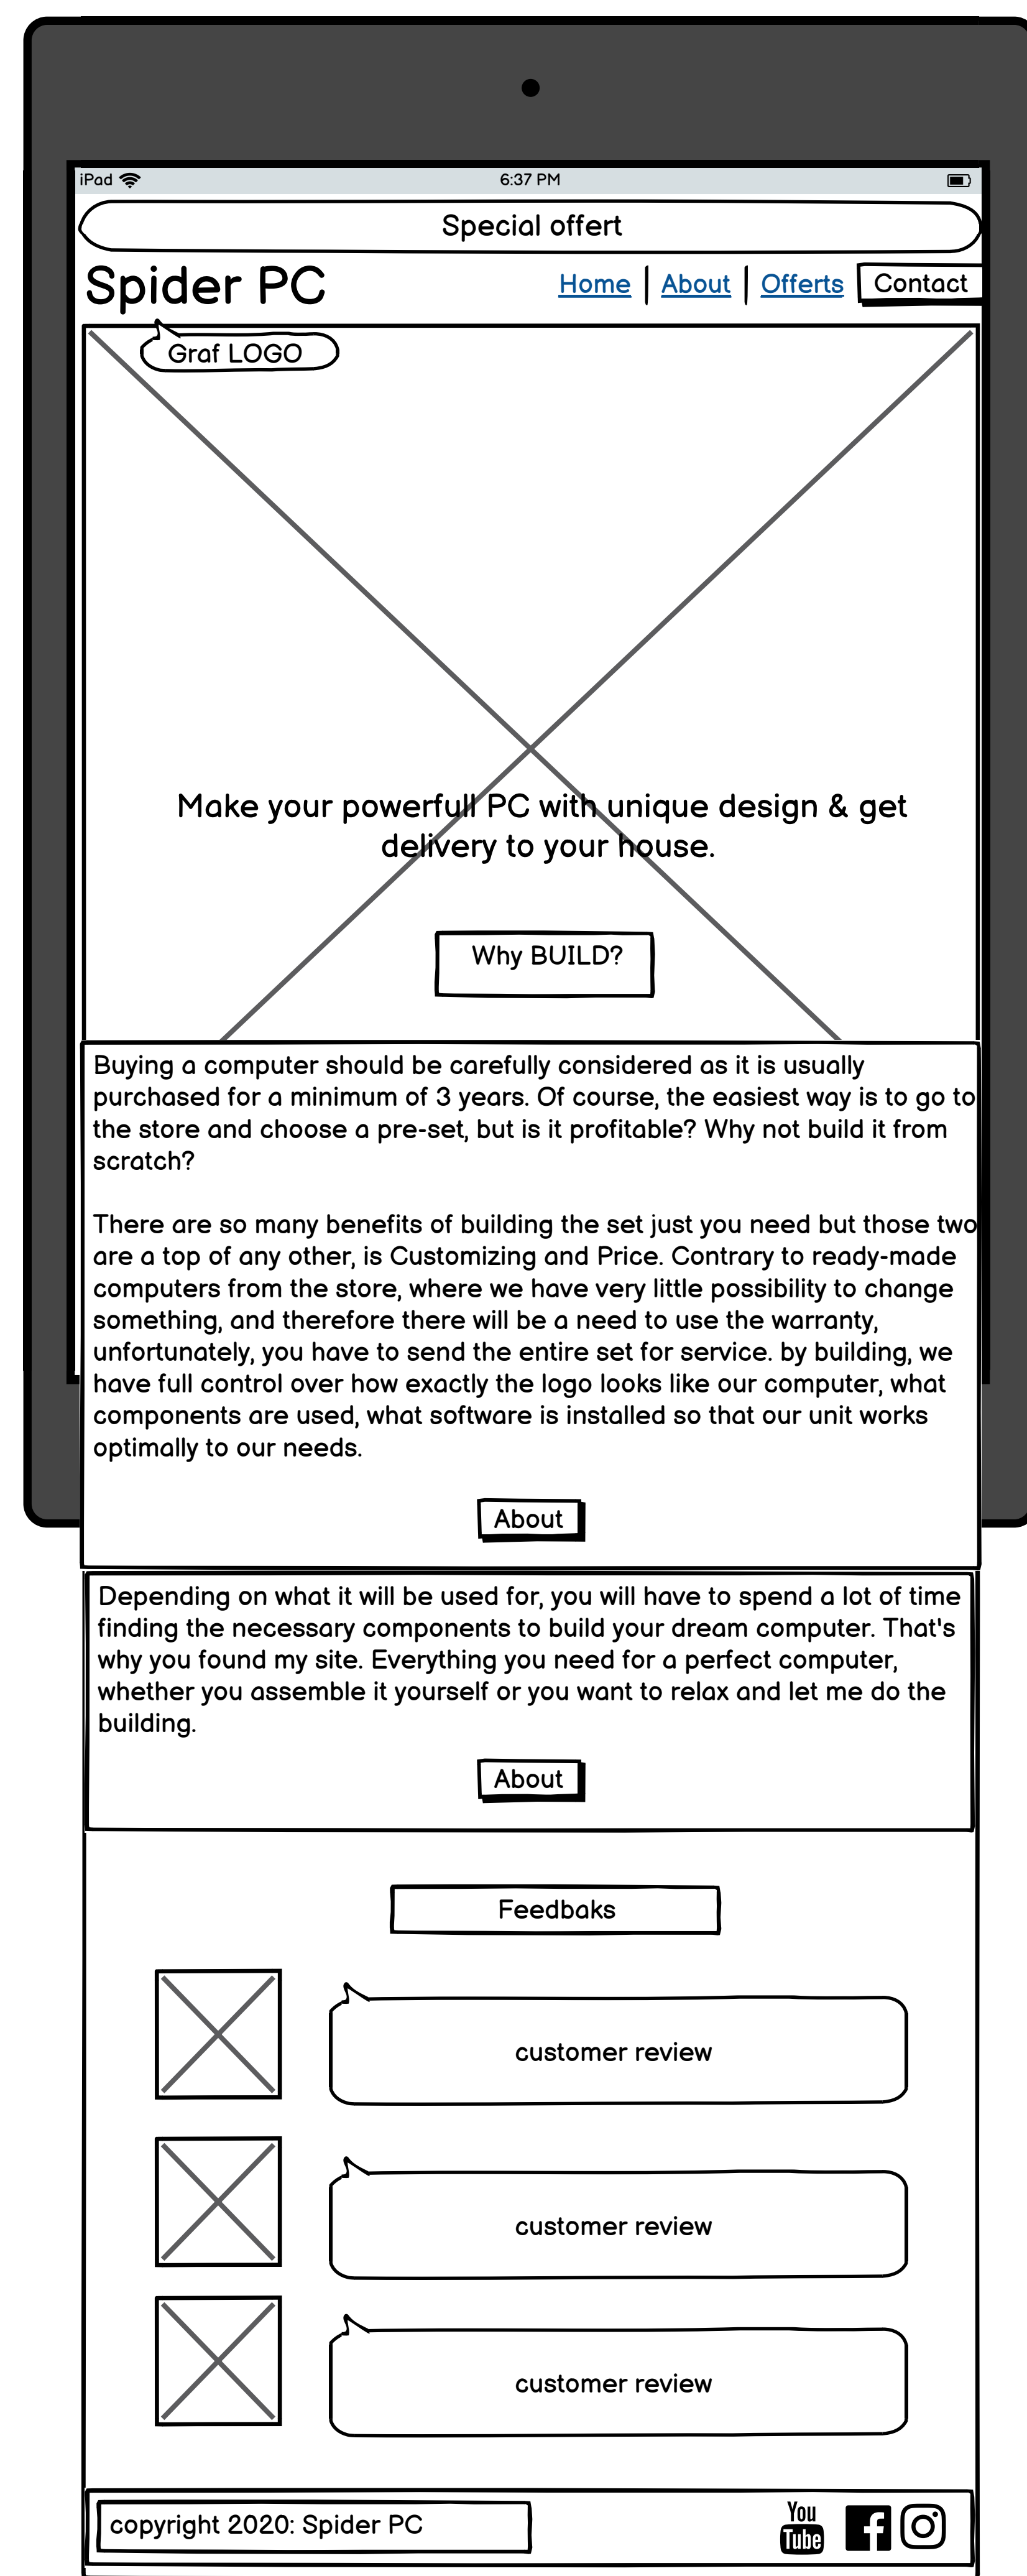 iPad 6:37 PM
Special offert
Spider PC Home About Offerts Contact
Graf LOGO
Make your powerfull PC with unique design & get
delivery to your house.
Why BUILD?
Buying a computer should be carefully considered as it is usually
purchased for a minimum of 3 years. Of course, the easiest way is to go to
the store and choose a pre-set, but is it profitable? Why not build it from
scratch?
There are so many benefits of building the set just you need but those two
are a top of any other, is Customizing and Price. Contrary to ready-made
computers from the store, where we have very little possibility to change
something, and therefore there will be a need to use the warranty,
unfortunately, you have to send the entire set for service. by building, we
have full control over how exactly the logo looks like our computer, what
components are used, what software is installed so that our unit works
optimally to our needs.
About
Depending on what it will be used for, you will have to spend a lot of time
finding the necessary components to build your dream computer. That's
why you found my site. Everything you need for a perfect computer,
whether you assemble it yourself or you want to relax and let me do the
building.
About
Feedbaks
customer review
customer review
customer review
copyright 2020: Spider PC
You
Tube